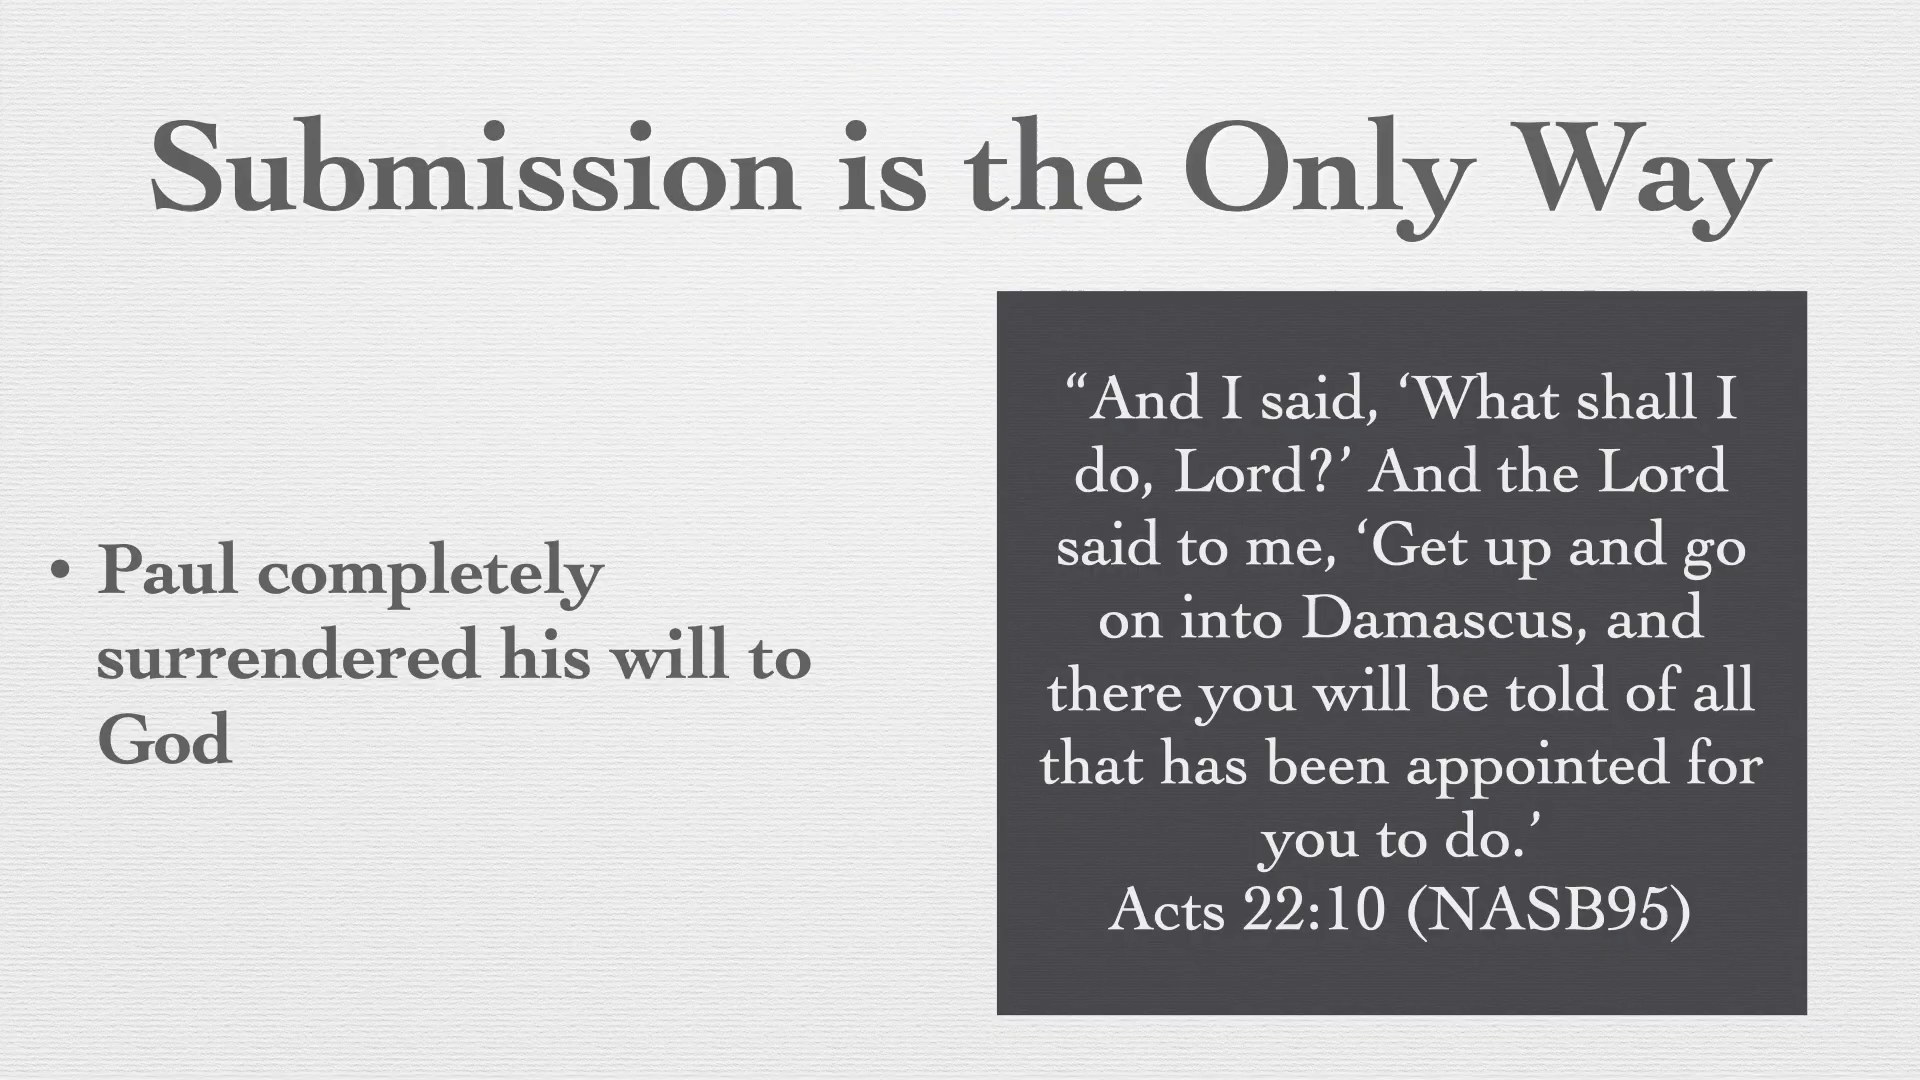 Submission is the Only Way
• Paul completely
surrendered his will to
God
“And I said, ‘What shall I
do, Lord?’ And the Lord
said to me, ‘Get up and go
on into Damascus, and
there you will be told of all
that has been appointed for
you to do.’
Acts 22:10 (NASB95)